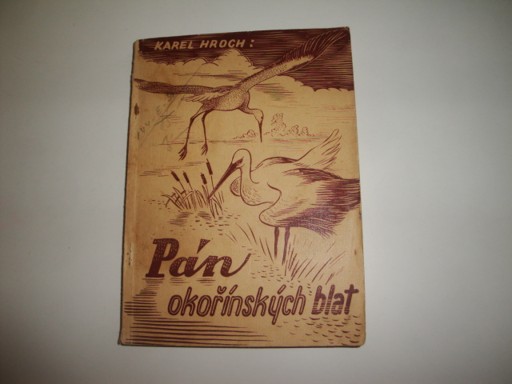 KAREL HROCH:
Pán
okořínských blat